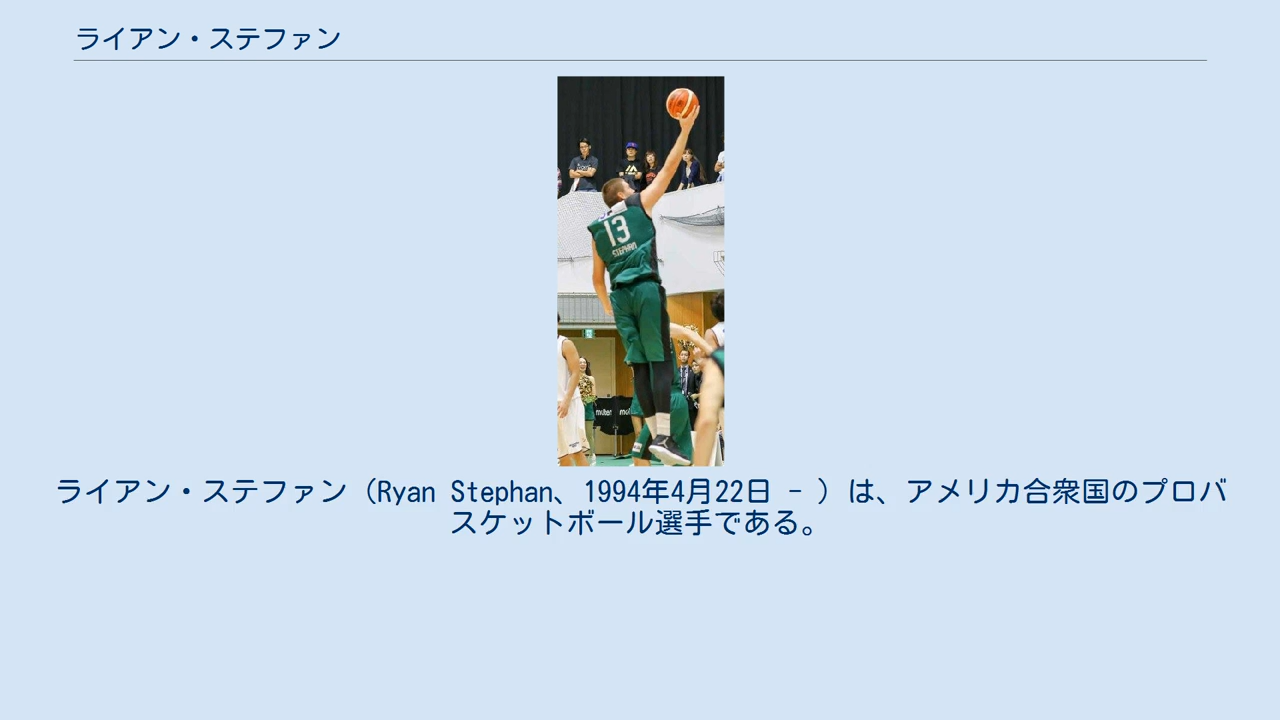 ライアン・ステファン
13
STEPHAN
molten
ライアン・ステファン（Ryan Stephan、1994年4月22日 - ）は、アメリカ合衆国のプロバ
スケットボール選手である。